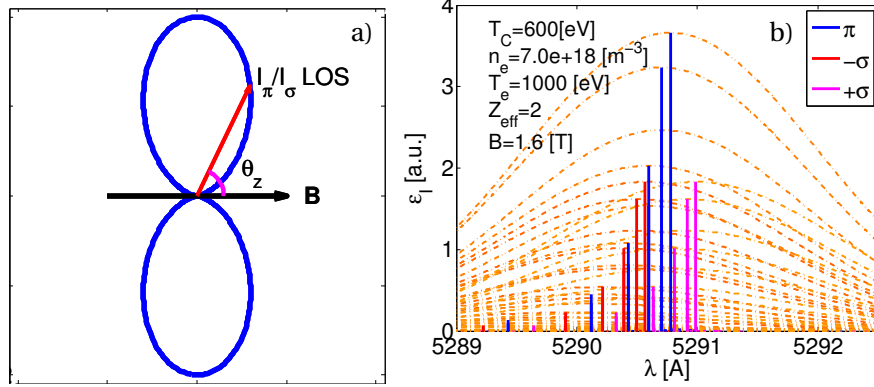 a)
I_π/I_σ LOS
θ_z
B
b)
T_C=600[eV]
n_e=7.0e+18 [m^-3]
T_e=1000 [eV]
Z_eff=2
B=1.6 [T]
π
−σ
+σ
ε_l [a.u.]
4
3
2
1
0
5289 5290 5291 5292
λ [A]